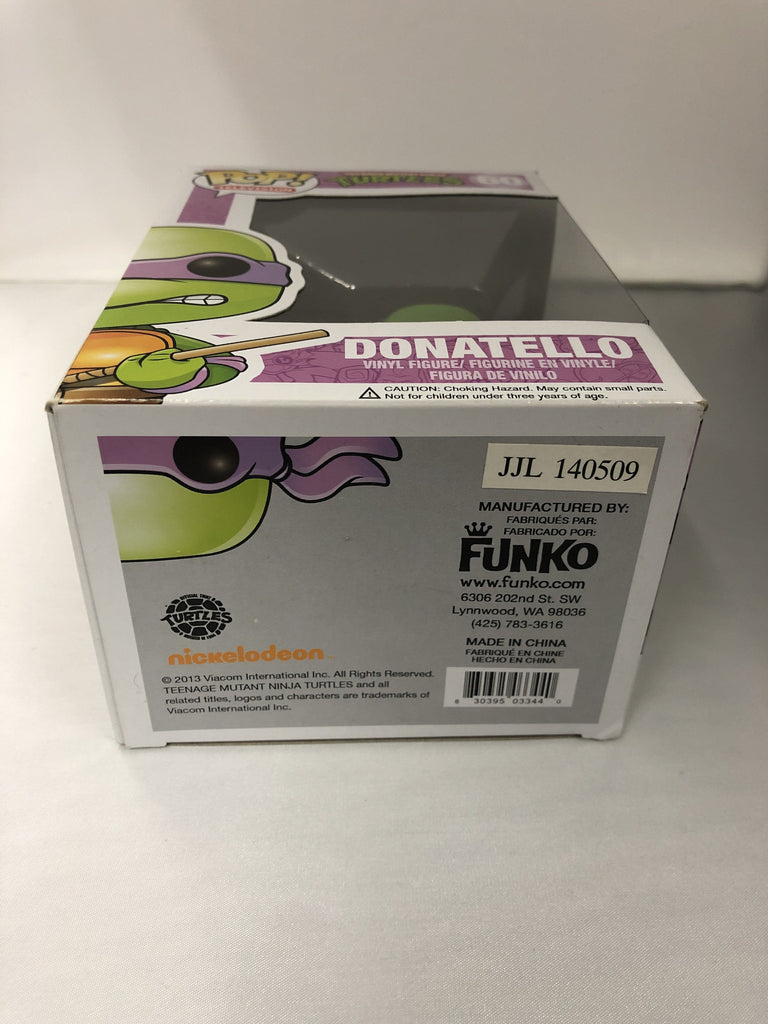 POP!
TELEVISION
TURTLES
60
DONATELLO
VINYL FIGURE/ FIGURINE EN VINYLE/
FIGURA DE VINILO
CAUTION: Choking Hazard. May contain small parts.
Not for children under three years of age.
JJL 140509
MANUFACTURED BY:
FABRIQUÉS PAR:
FABRICADO POR:
FUNKO
www.funko.com
6306 202nd St. SW
Lynnwood, WA 98036
(425) 783-3616
MADE IN CHINA
FABRIQUÉ EN CHINE
HECHO EN CHINA
8 30395 03344 0
TURTLES
nickelodeon
© 2013 Viacom International Inc. All Rights Reserved.
TEENAGE MUTANT NINJA TURTLES and all
related titles, logos and characters are trademarks of
Viacom International Inc.